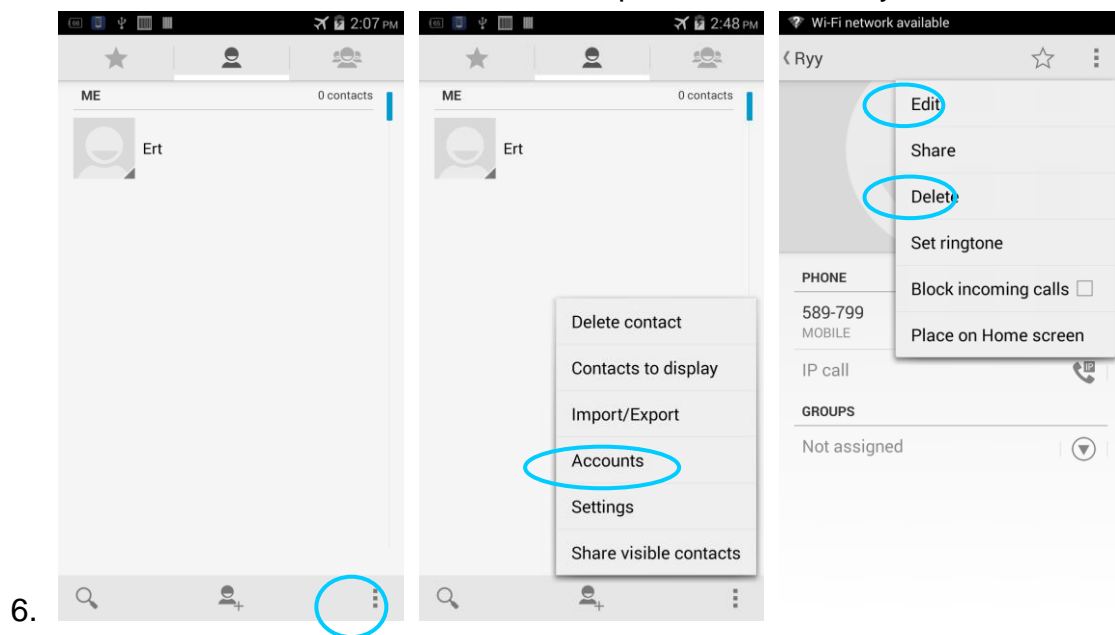 2:07 PM
ME 0 contacts
Ert
2:48 PM
ME 0 contacts
Ert
Delete contact
Contacts to display
Import/Export
Accounts
Settings
Share visible contacts
Wi-Fi network available
Ryy
Edit
Share
Delete
Set ringtone
Block incoming calls
Place on Home screen
PHONE
589-799
MOBILE
IP call
GROUPS
Not assigned
6.